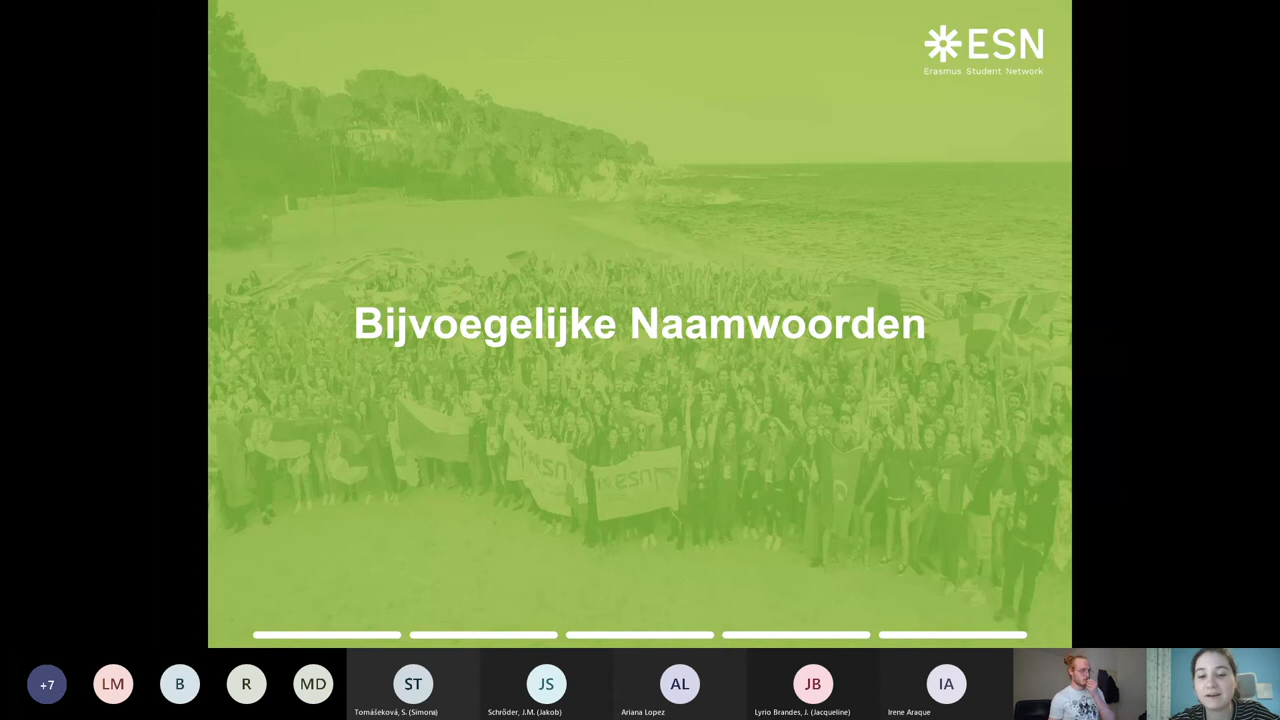 ESN
Erasmus Student Network
Bijvoegelijke Naamwoorden
+7
LM
B
R
MD
ST
Tomášeková, S. (Simona)
JS
Schröder, J.M. (Jakob)
AL
Ariana Lopez
JB
Lyrio Brandes, J. (Jacqueline)
IA
Irene Araque